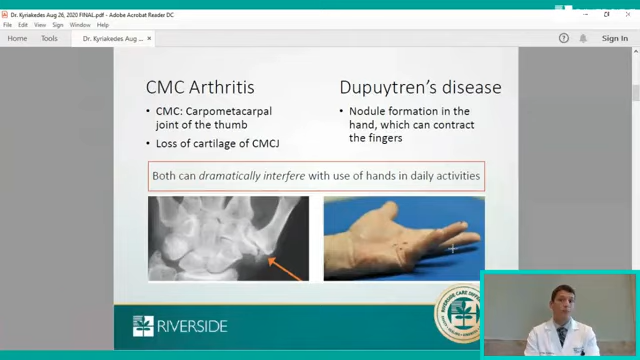 RIVERSIDE
Dr. Kyriakedes Aug 26, 2020 FINAL.pdf - Adobe Acrobat Reader DC
File Edit View Sign Window Help
Home Tools Dr. Kyriakedes Aug ... × Sign In
CMC Arthritis
• CMC: Carpometacarpal
joint of the thumb
• Loss of cartilage of CMCJ
Dupuytren's disease
• Nodule formation in the
hand, which can contract
the fingers
Both can dramatically interfere with use of hands in daily activities
RIVERSIDE
RIVERSIDE CARE